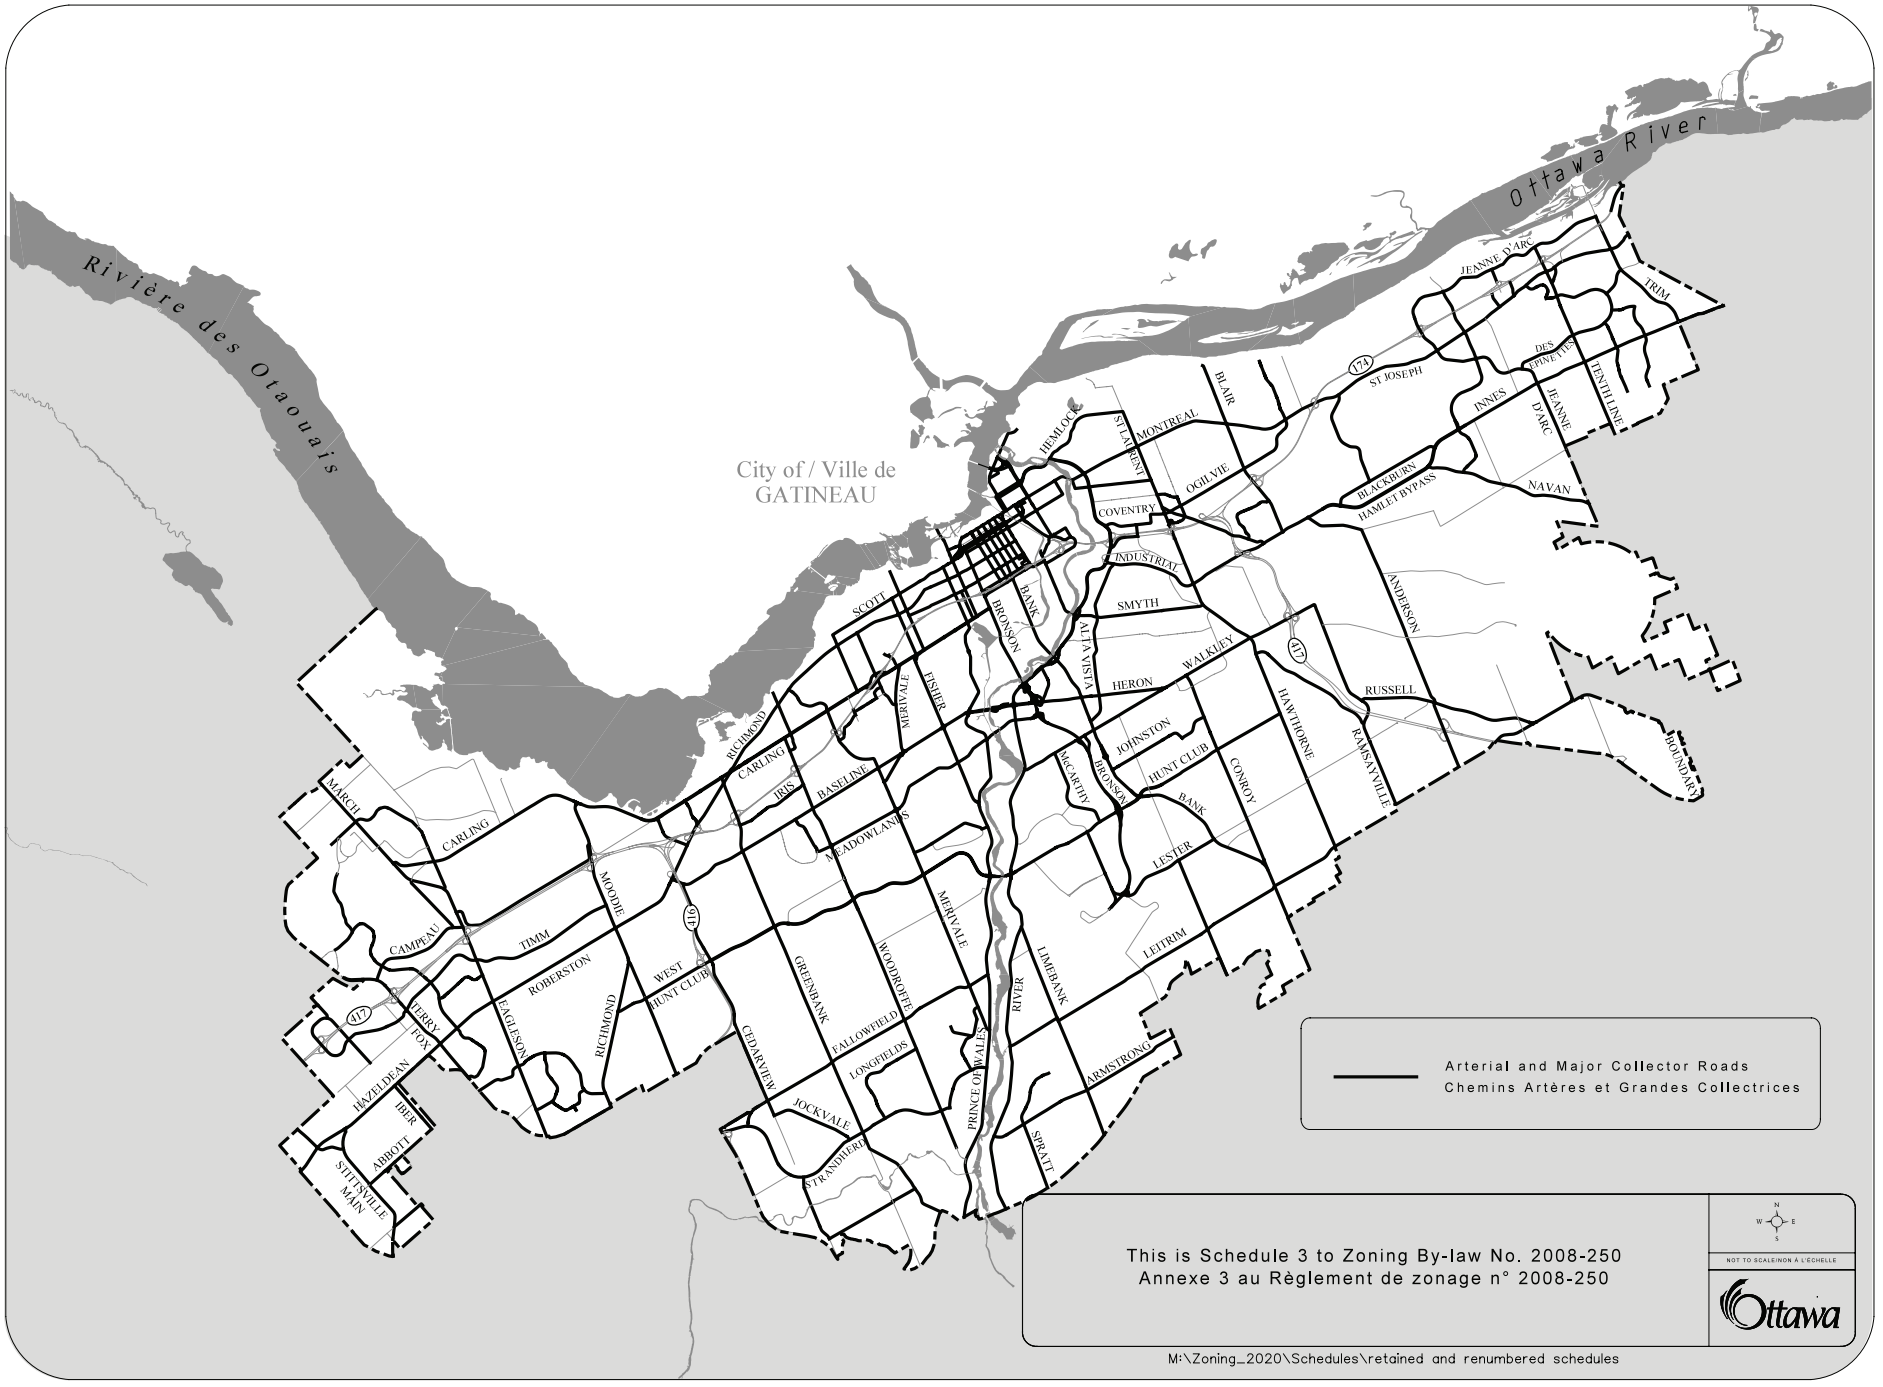 Ottawa River
Rivière des Otaouais
City of / Ville de
GATINEAU
JEANNE D'ARC
TRIM
174
ST JOSEPH
DES
EPINETTES
TENTH LINE
JEANNE
D'ARC
INNES
BLAIR
MONTREAL
HEMLOCK
ST LAURENT
OGILVIE
BLACKBURN
HAMLET BYPASS
NAVAN
COVENTRY
INDUSTRIAL
SCOTT
BRONSON
BANK
SMYTH
ANDERSON
ALTA VISTA
WALKLEY
417
HERON
RUSSELL
FISHER
MERIVALE
HAWTHORNE
RAMSAYVILLE
BOUNDARY
RICHMOND
CARLING
IRIS
BASELINE
JOHNSTON
HUNT CLUB
McCARTHY
BRONSON
BANK
CONROY
MARCH
CARLING
MEADOWLANDS
LESTER
MOODIE
416
MERIVALE
CAMPEAU
TIMM
ROBERSTON
WEST
HUNT CLUB
GREENBANK
WOODROFFE
LIMEBANK
LEITRIM
RIVER
417
TERRY
FOX
EAGLESON
RICHMOND
CEDARVIEW
FALLOWFIELD
LONGFIELDS
PRINCE OF WALES
ARMSTRONG
HAZELDEAN
IBER
ABBOTT
JOCKVALE
STRANDHERD
SPRATT
STITTSVILLE
MAIN
Arterial and Major Collector Roads
Chemins Artères et Grandes Collectrices
This is Schedule 3 to Zoning By-law No. 2008-250
Annexe 3 au Règlement de zonage n° 2008-250
N
W E
S
NOT TO SCALE/NON À L'ÉCHELLE
Ottawa
M:\Zoning_2020\Schedules\retained and renumbered schedules